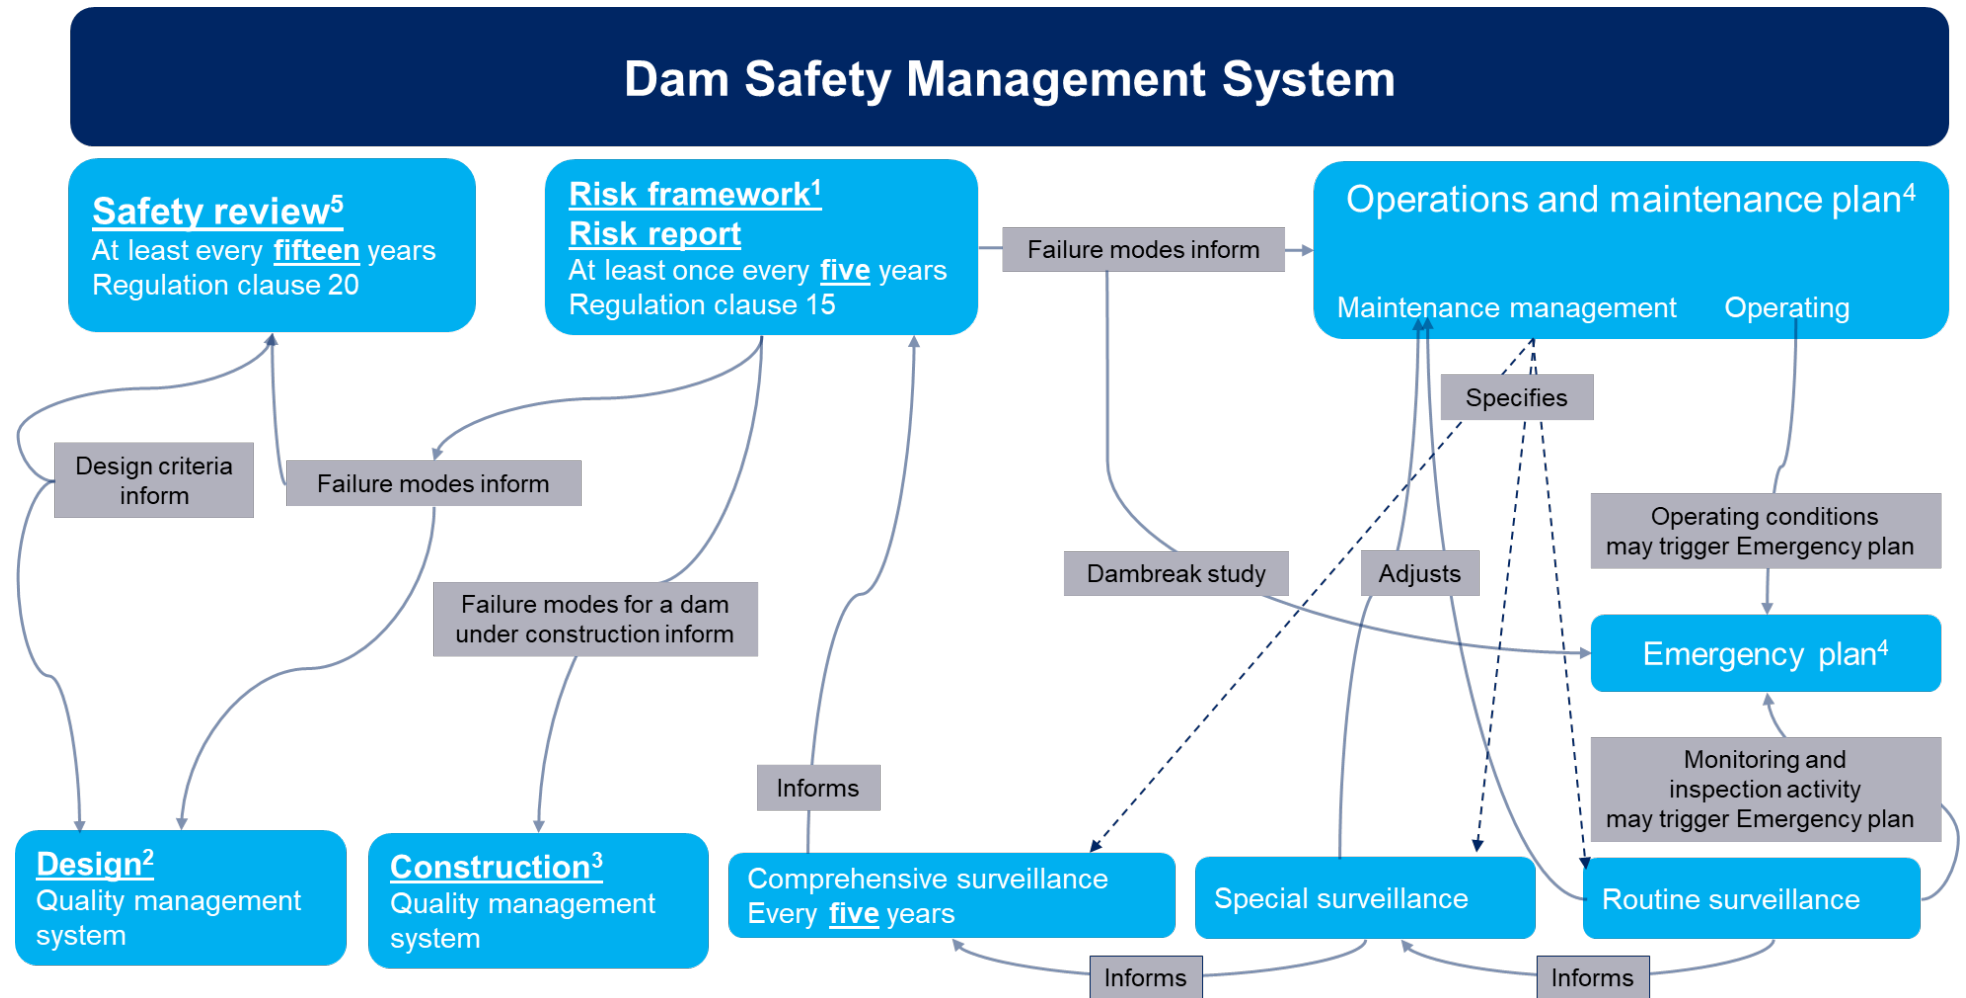 Dam Safety Management System
Safety review⁵
At least every fifteen years
Regulation clause 20
Risk framework¹
Risk report
At least once every five years
Regulation clause 15
Failure modes inform
Operations and maintenance plan⁴
Maintenance management
Operating
Specifies
Design criteria
inform
Failure modes inform
Operating conditions
may trigger Emergency plan
Dambreak study
Adjusts
Failure modes for a dam
under construction inform
Emergency plan⁴
Informs
Monitoring and
inspection activity
may trigger Emergency plan
Design²
Quality management
system
Construction³
Quality management
system
Comprehensive surveillance
Every five years
Special surveillance
Routine surveillance
Informs
Informs